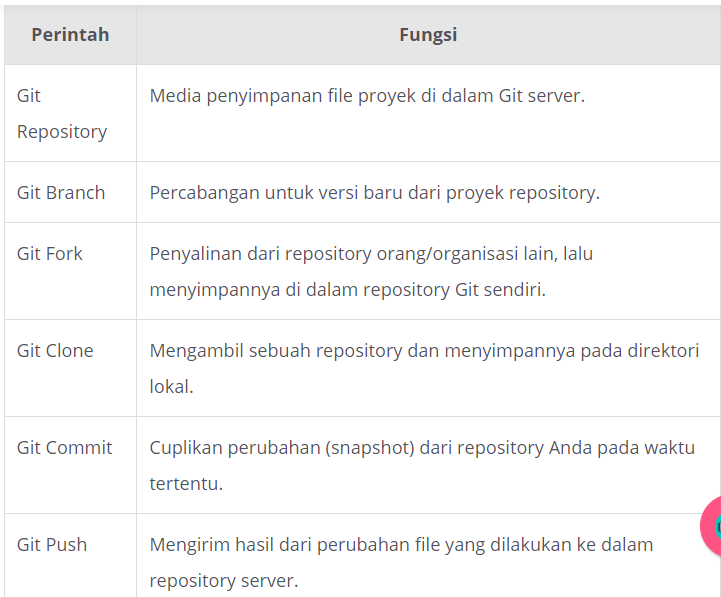 Perintah
Fungsi
Git
Repository
Media penyimpanan file proyek di dalam Git server.
Git Branch
Percabangan untuk versi baru dari proyek repository.
Git Fork
Penyalinan dari repository orang/organisasi lain, lalu
menyimpannya di dalam repository Git sendiri.
Git Clone
Mengambil sebuah repository dan menyimpannya pada direktori
lokal.
Git Commit
Cuplikan perubahan (snapshot) dari repository Anda pada waktu
tertentu.
Git Push
Mengirim hasil dari perubahan file yang dilakukan ke dalam
repository server.